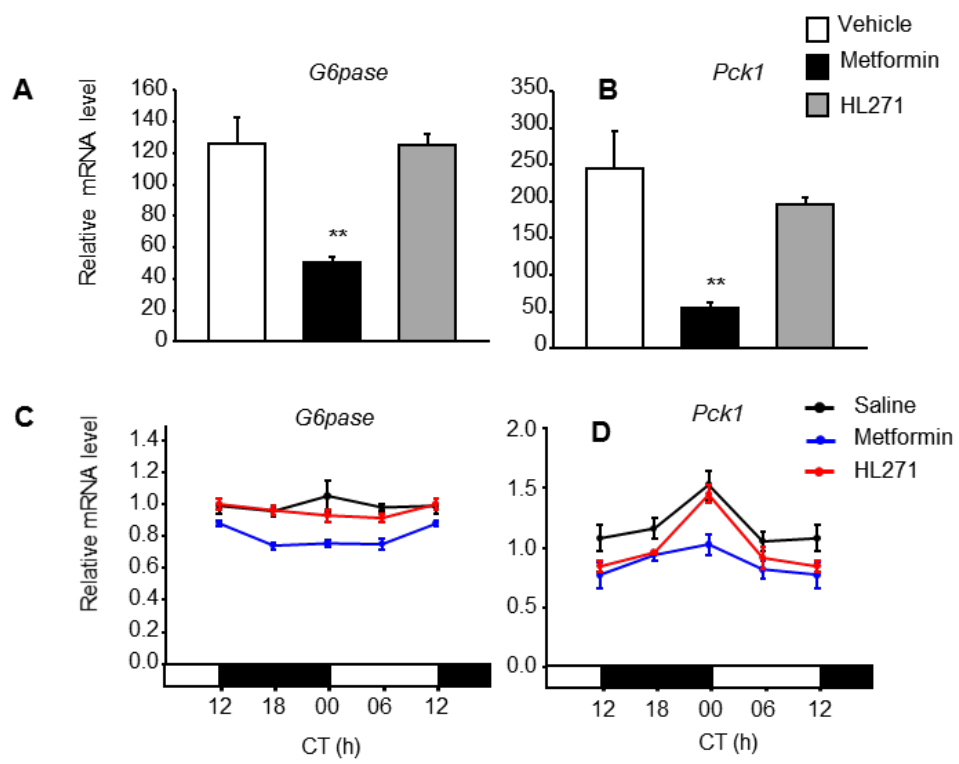 Vehicle
Metformin
HL271
A
G6pase
Relative mRNA level
160
140
120
100
80
60
40
20
0
**
B
Pck1
350
300
250
200
150
100
50
0
**
C
G6pase
Relative mRNA level
1.4
1.2
1.0
0.8
0.6
0.4
0.2
0.0
12 18 00 06 12
CT (h)
D
Pck1
Saline
Metformin
HL271
2.0
1.5
1.0
0.5
0.0
12 18 00 06 12
CT (h)